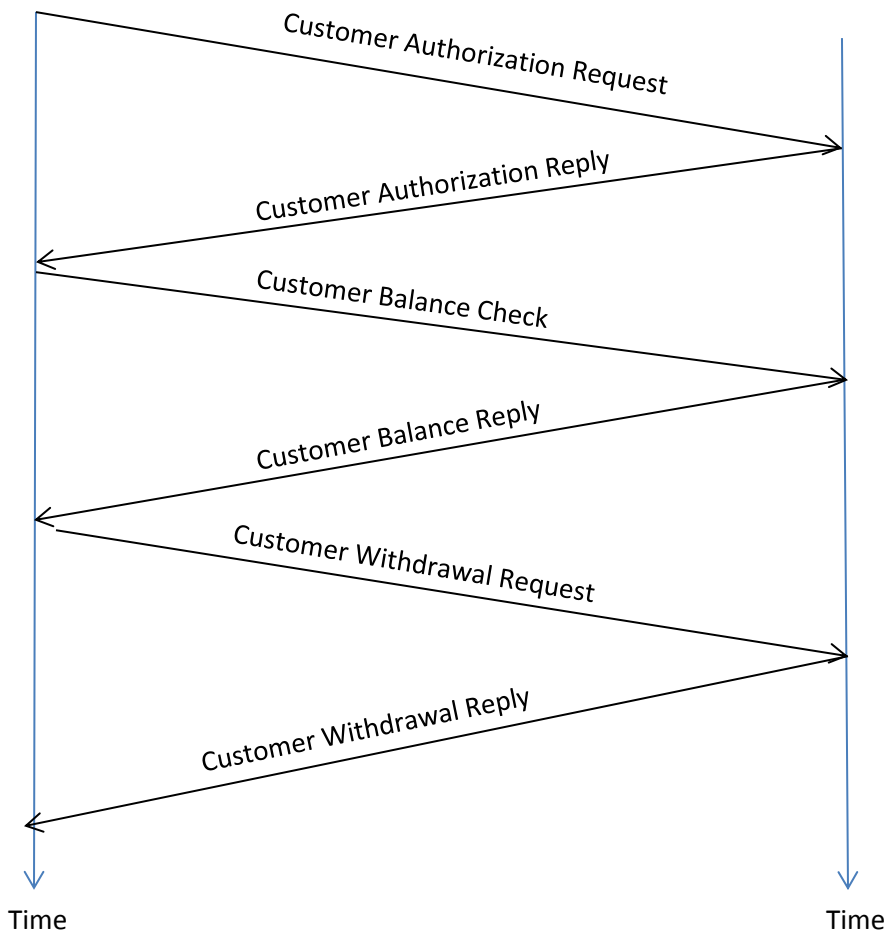 Customer Authorization Request
Customer Authorization Reply
Customer Balance Check
Customer Balance Reply
Customer Withdrawal Request
Customer Withdrawal Reply
Time
Time